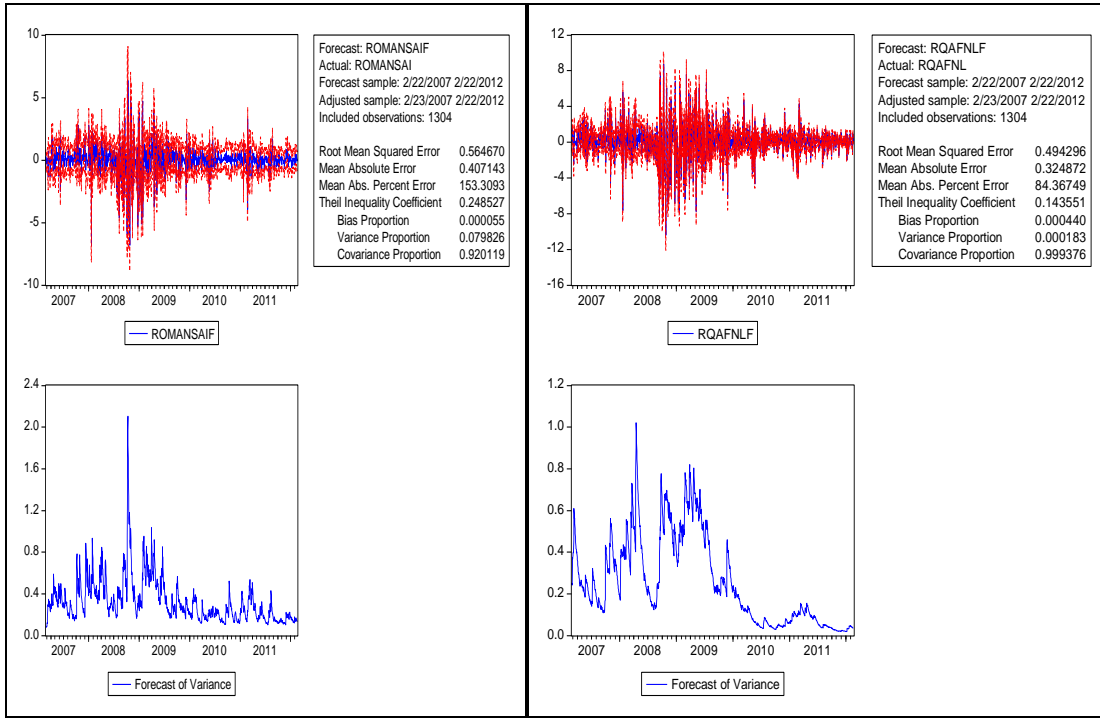 10
5
0
-5
-10
2007 2008 2009 2010 2011
ROMANSAIF
Forecast: ROMANSAIF
Actual: ROMANSAI
Forecast sample: 2/22/2007 2/22/2012
Adjusted sample: 2/23/2007 2/22/2012
Included observations: 1304
Root Mean Squared Error 0.564670
Mean Absolute Error 0.407143
Mean Abs. Percent Error 153.3093
Theil Inequality Coefficient 0.248527
Bias Proportion 0.000055
Variance Proportion 0.079826
Covariance Proportion 0.920119
2.4
2.0
1.6
1.2
0.8
0.4
0.0
2007 2008 2009 2010 2011
Forecast of Variance
12
8
4
0
-4
-8
-12
-16
2007 2008 2009 2010 2011
RQAFNLF
Forecast: RQAFNLF
Actual: RQAFNL
Forecast sample: 2/22/2007 2/22/2012
Adjusted sample: 2/23/2007 2/22/2012
Included observations: 1304
Root Mean Squared Error 0.494296
Mean Absolute Error 0.324872
Mean Abs. Percent Error 84.36749
Theil Inequality Coefficient 0.143551
Bias Proportion 0.000440
Variance Proportion 0.000183
Covariance Proportion 0.999376
1.2
1.0
0.8
0.6
0.4
0.2
0.0
2007 2008 2009 2010 2011
Forecast of Variance